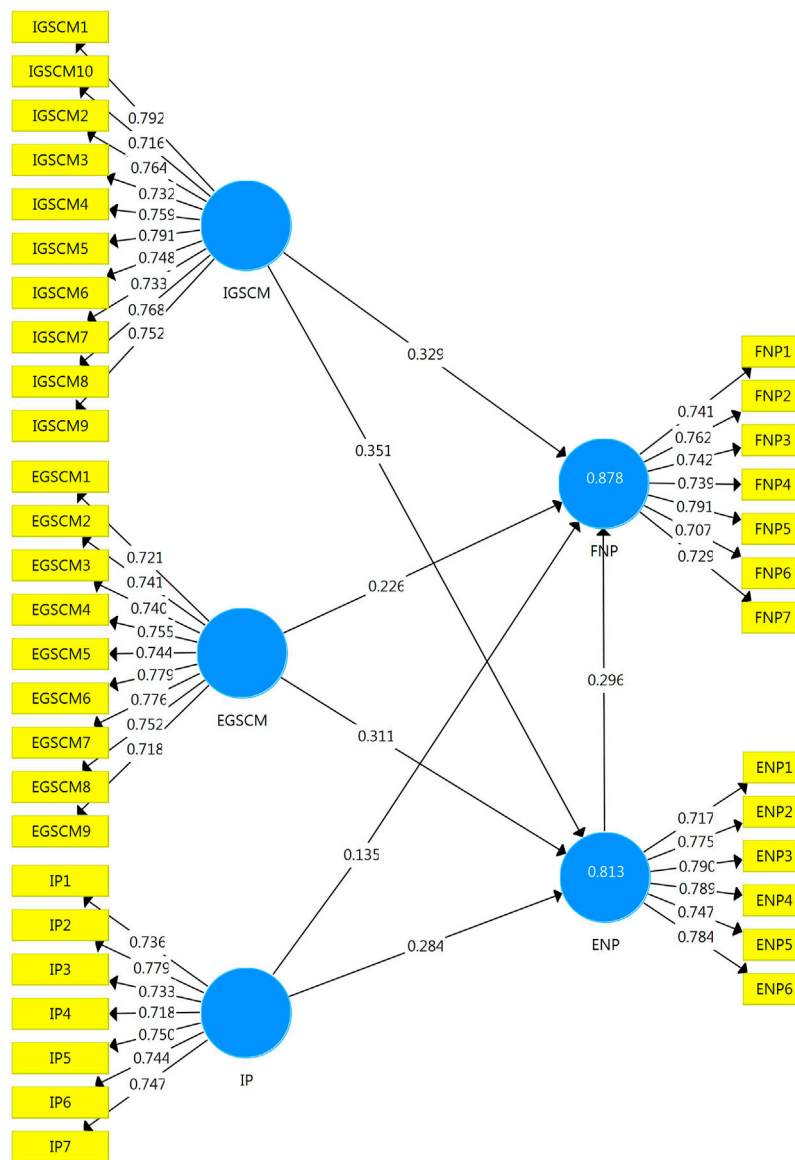 IGSCM1
IGSCM10
IGSCM2
IGSCM3
IGSCM4
IGSCM5
IGSCM6
IGSCM7
IGSCM8
IGSCM9
0.792
0.716
0.764
0.732
0.759
0.791
0.748
0.733
0.768
0.752
IGSCM
EGSCM1
EGSCM2
EGSCM3
EGSCM4
EGSCM5
EGSCM6
EGSCM7
EGSCM8
EGSCM9
0.721
0.741
0.740
0.755
0.744
0.779
0.776
0.752
0.718
EGSCM
IP1
IP2
IP3
IP4
IP5
IP6
IP7
0.736
0.779
0.733
0.718
0.750
0.744
0.747
IP
0.329
0.351
0.226
0.311
0.135
0.284
0.296
0.878
FNP
0.741
0.762
0.742
0.739
0.791
0.707
0.729
FNP1
FNP2
FNP3
FNP4
FNP5
FNP6
FNP7
0.813
ENP
0.717
0.775
0.790
0.789
0.747
0.784
ENP1
ENP2
ENP3
ENP4
ENP5
ENP6